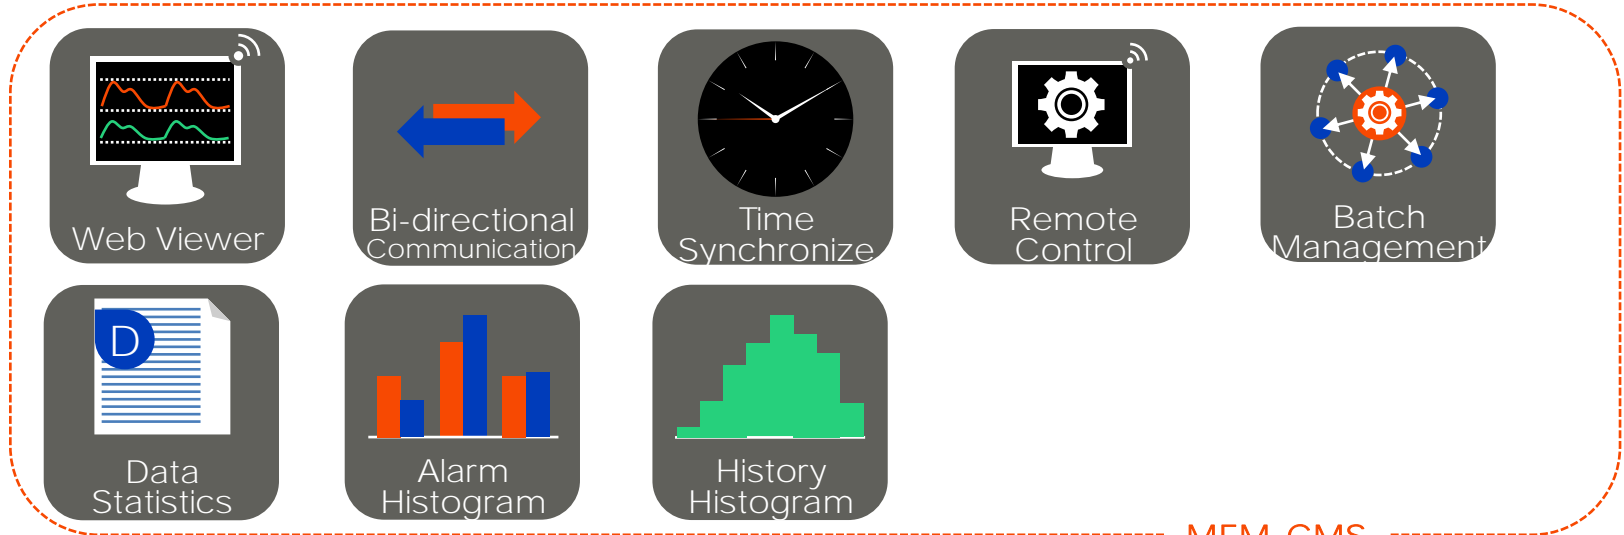 Web Viewer
Bi-directional
Communication
Time
Synchronize
Remote
Control
Batch
Management
D
Data
Statistics
Alarm
Histogram
History
Histogram